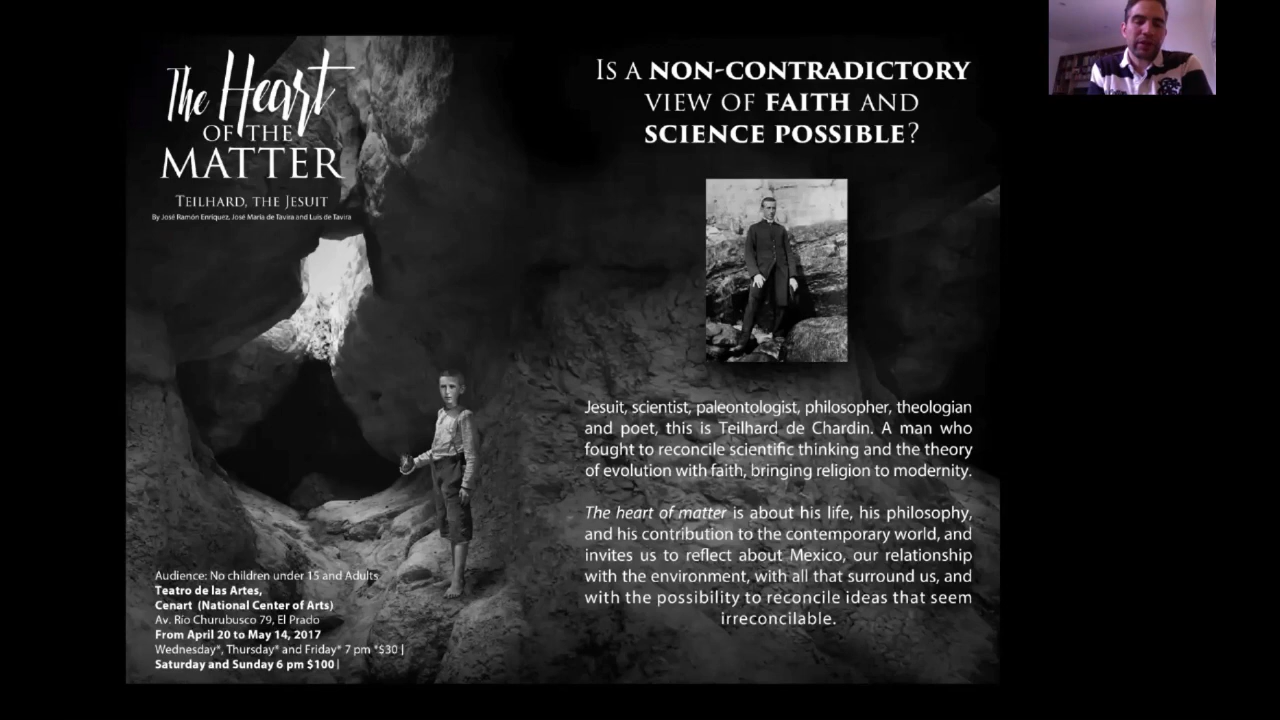 The Heart
OF THE
MATTER
TEILHARD, THE JESUIT
By José Ramón Enríquez, José María de Tavira and Luis de Tavira
IS A NON-CONTRADICTORY
VIEW OF FAITH AND
SCIENCE POSSIBLE?
Jesuit, scientist, paleontologist, philosopher, theologian
and poet, this is Teilhard de Chardin. A man who
fought to reconcile scientific thinking and the theory
of evolution with faith, bringing religion to modernity.
The heart of matter is about his life, his philosophy,
and his contribution to the contemporary world, and
invites us to reflect about Mexico, our relationship
with the environment, with all that surround us, and
with the possibility to reconcile ideas that seem
irreconcilable.
Audience: No children under 15 and Adults
Teatro de las Artes,
Cenart (National Center of Arts)
Av. Río Churubusco 79, El Prado
From April 20 to May 14, 2017
Wednesday*, Thursday* and Friday* 7 pm *$30 |
Saturday and Sunday 6 pm $100 |